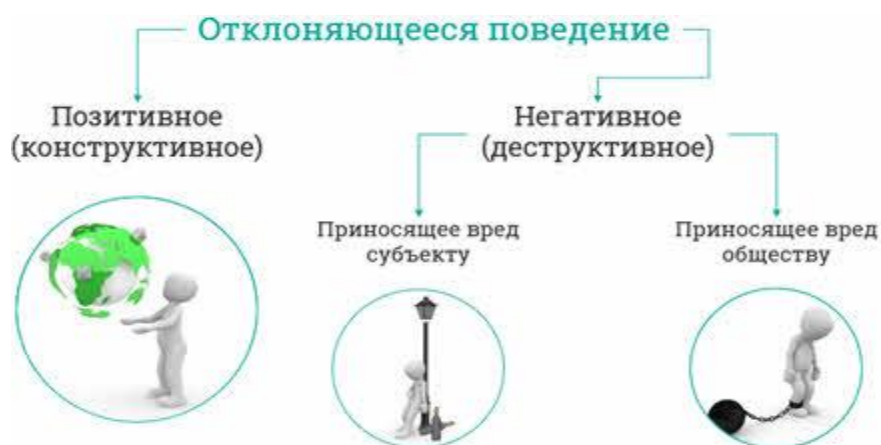 Отклоняющееся поведение
Позитивное
(конструктивное)
Негативное
(деструктивное)
Приносящее вред
субъекту
Приносящее вред
обществу